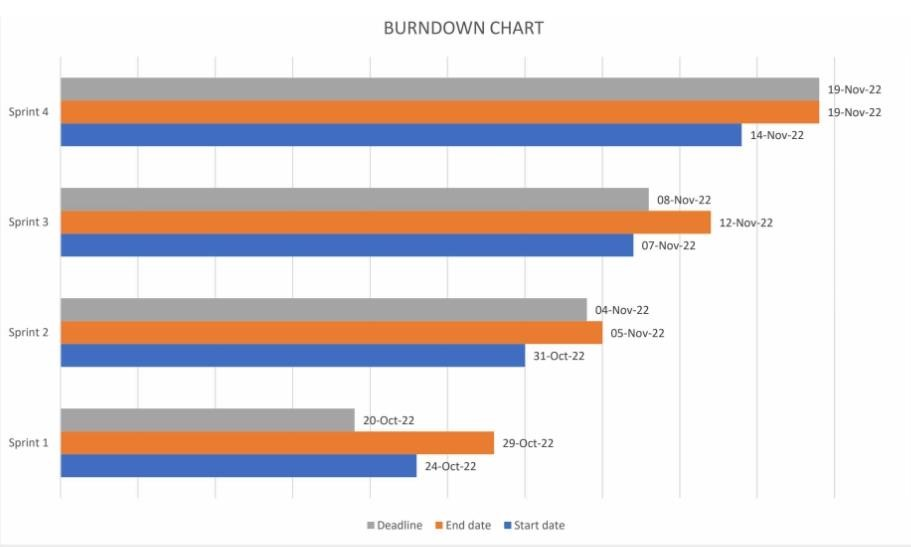 BURNDOWN CHART
19-Nov-22
Sprint 4
19-Nov-22
14-Nov-22
08-Nov-22
Sprint 3
12-Nov-22
07-Nov-22
04-Nov-22
Sprint 2
05-Nov-22
31-Oct-22
20-Oct-22
Sprint 1
29-Oct-22
24-Oct-22
Deadline End date Start date